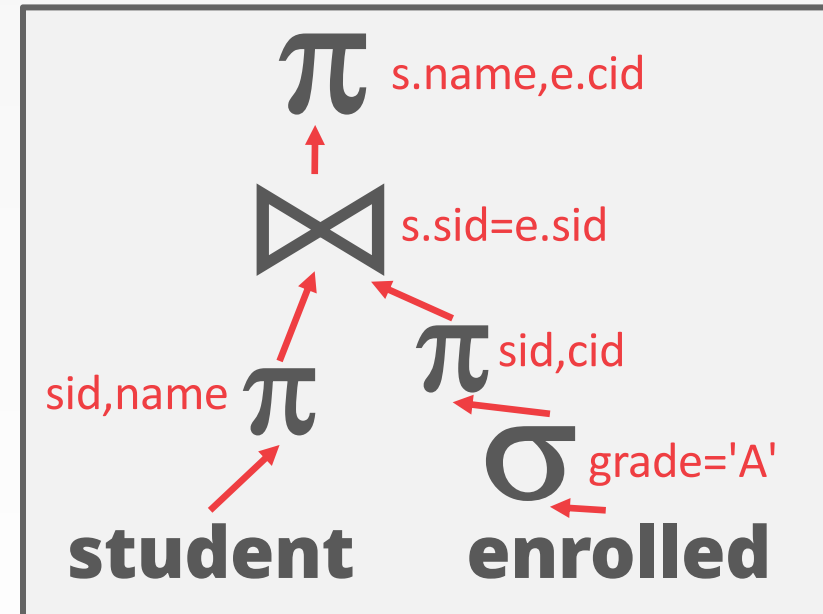 π s.name,e.cid
⋈ s.sid=e.sid
π sid,cid
sid,name π
σ grade='A'
student enrolled